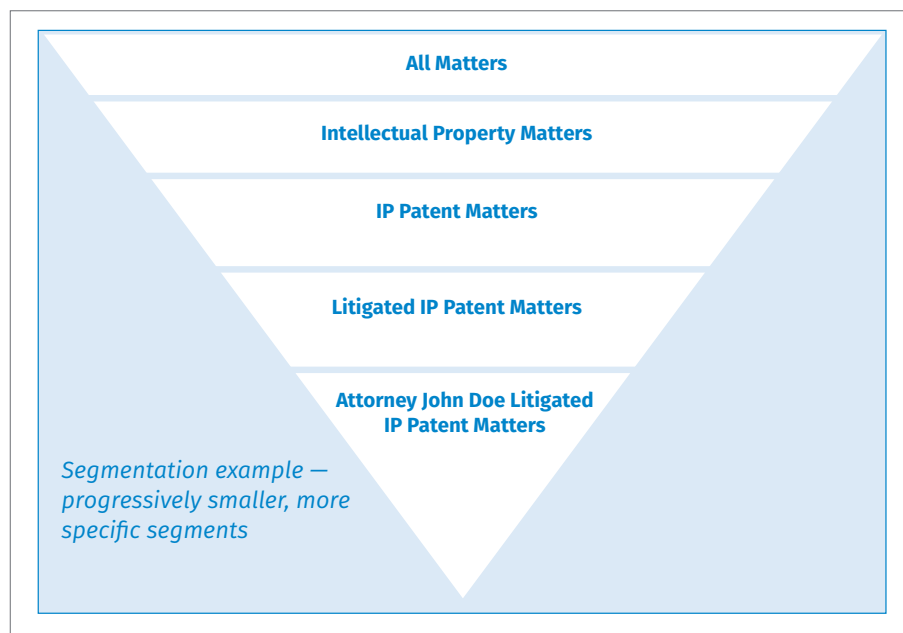 All Matters
Intellectual Property Matters
IP Patent Matters
Litigated IP Patent Matters
Attorney John Doe Litigated
IP Patent Matters
Segmentation example —
progressively smaller, more
specific segments